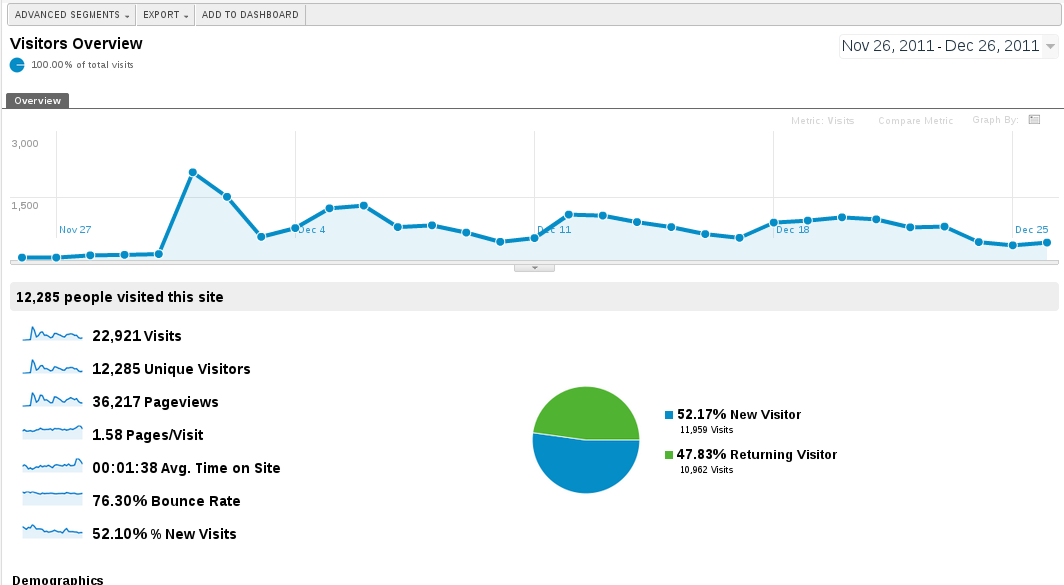 ADVANCED SEGMENTS EXPORT ADD TO DASHBOARD
Visitors Overview
Nov 26, 2011 - Dec 26, 2011
100.00% of total visits
Overview
Metric: Visits Compare Metric Graph By:
3,000
1,500
Nov 27 Dec 4 Dec 11 Dec 18 Dec 25
12,285 people visited this site
22,921 Visits
12,285 Unique Visitors
36,217 Pageviews
1.58 Pages/Visit
00:01:38 Avg. Time on Site
76.30% Bounce Rate
52.10% % New Visits
52.17% New Visitor
11,959 Visits
47.83% Returning Visitor
10,962 Visits
Demographics